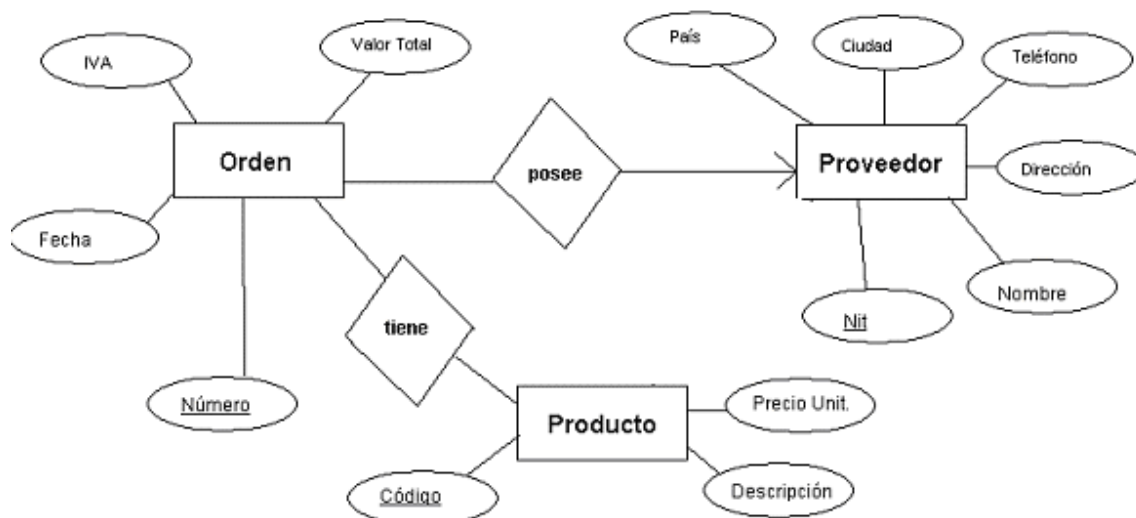 País
Ciudad
Valor Total
IVA
Teléfono
Orden
posee
Proveedor
Dirección
Fecha
Nombre
Nit
tiene
Número
Precio Unit.
Producto
Código
Descripción